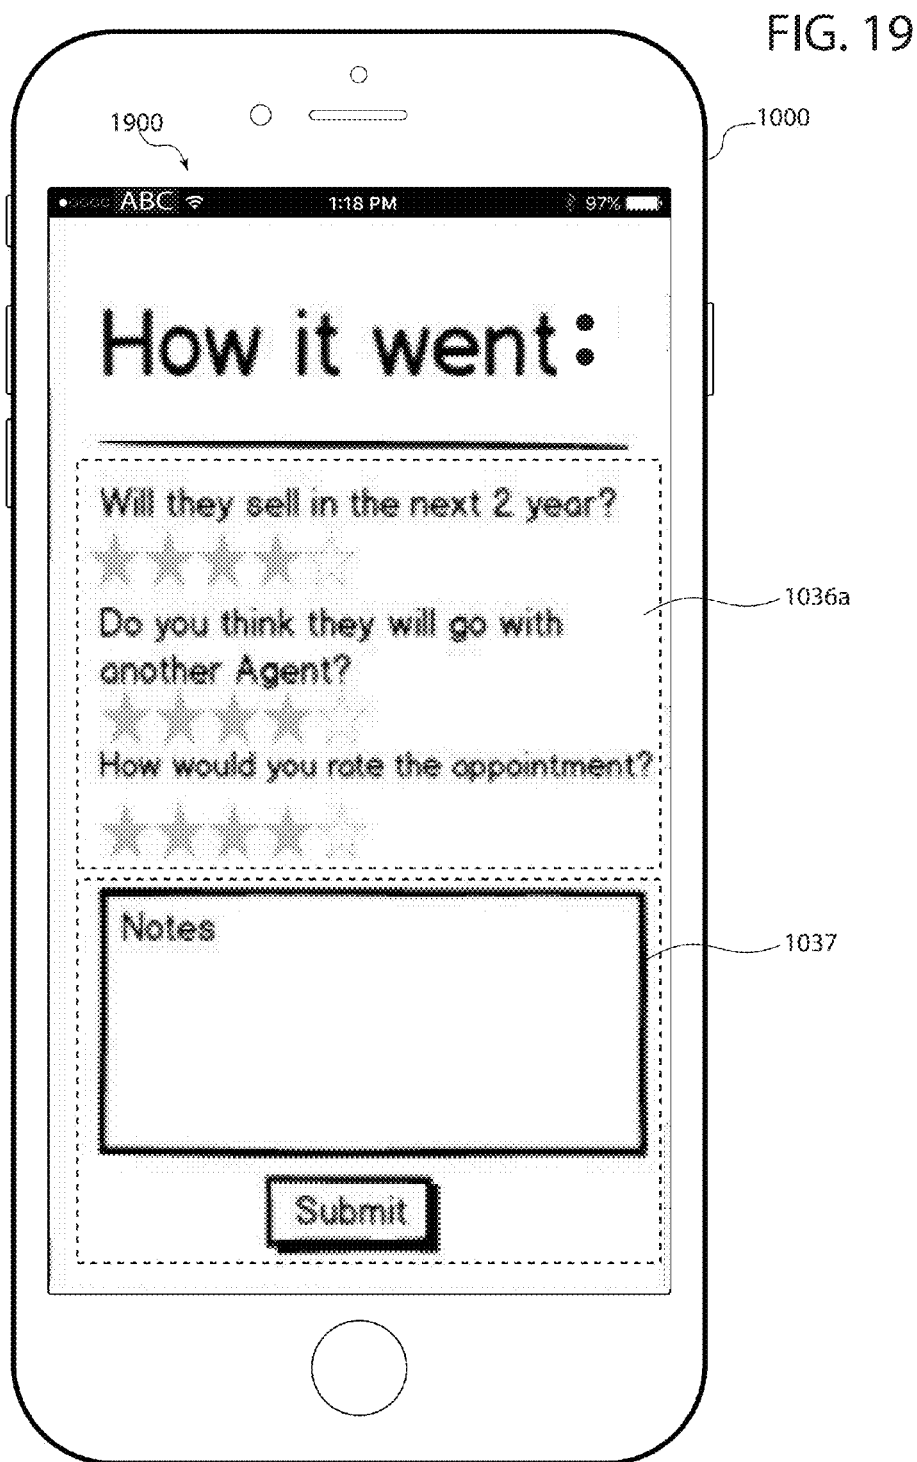 FIG. 19
1000
1900
ABC 1:18 PM 97%
How it went:
Will they sell in the next 2 year?
Do you think they will go with
another Agent?
1036a
How would you rate the appointment?
Notes
1037
Submit